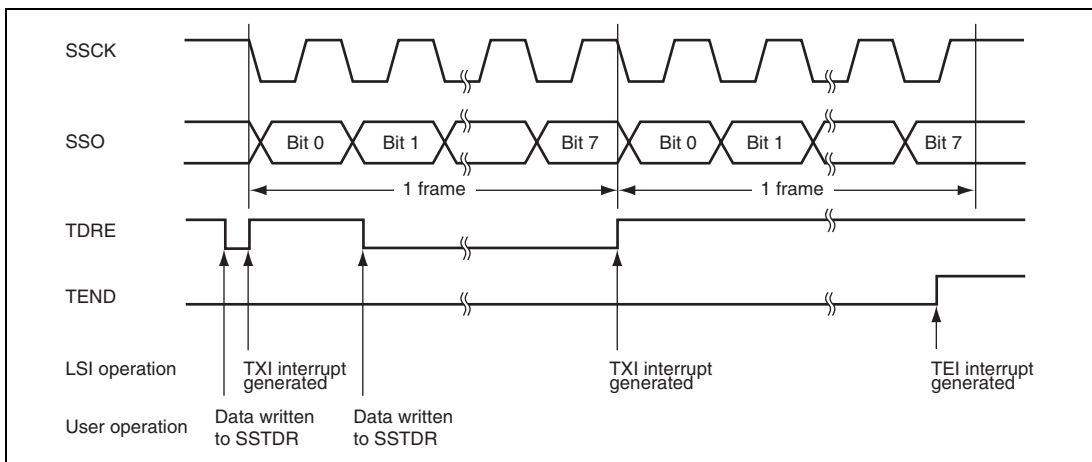 SSCK
SSO
Bit 0
Bit 1
Bit 7
Bit 0
Bit 1
Bit 7
1 frame
1 frame
TDRE
TEND
LSI operation
TXI interrupt
generated
TXI interrupt
generated
TEI interrupt
generated
User operation
Data written
to SSTDR
Data written
to SSTDR